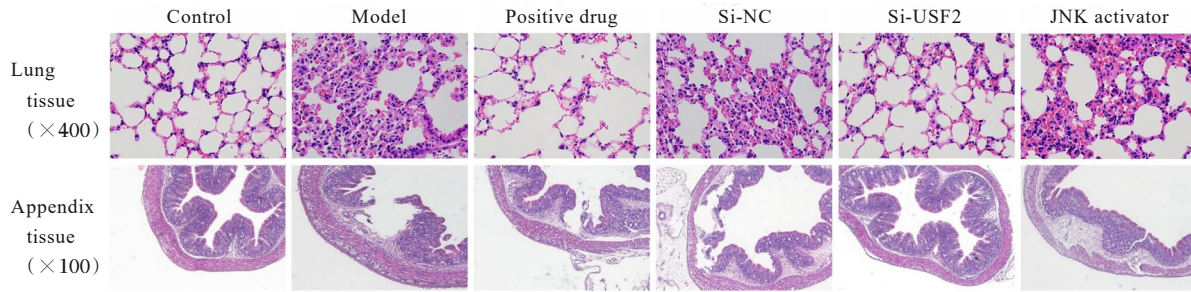 Control Model Positive drug Si-NC Si-USF2 JNK activator
Lung
tissue
(×400)
Appendix
tissue
(×100)